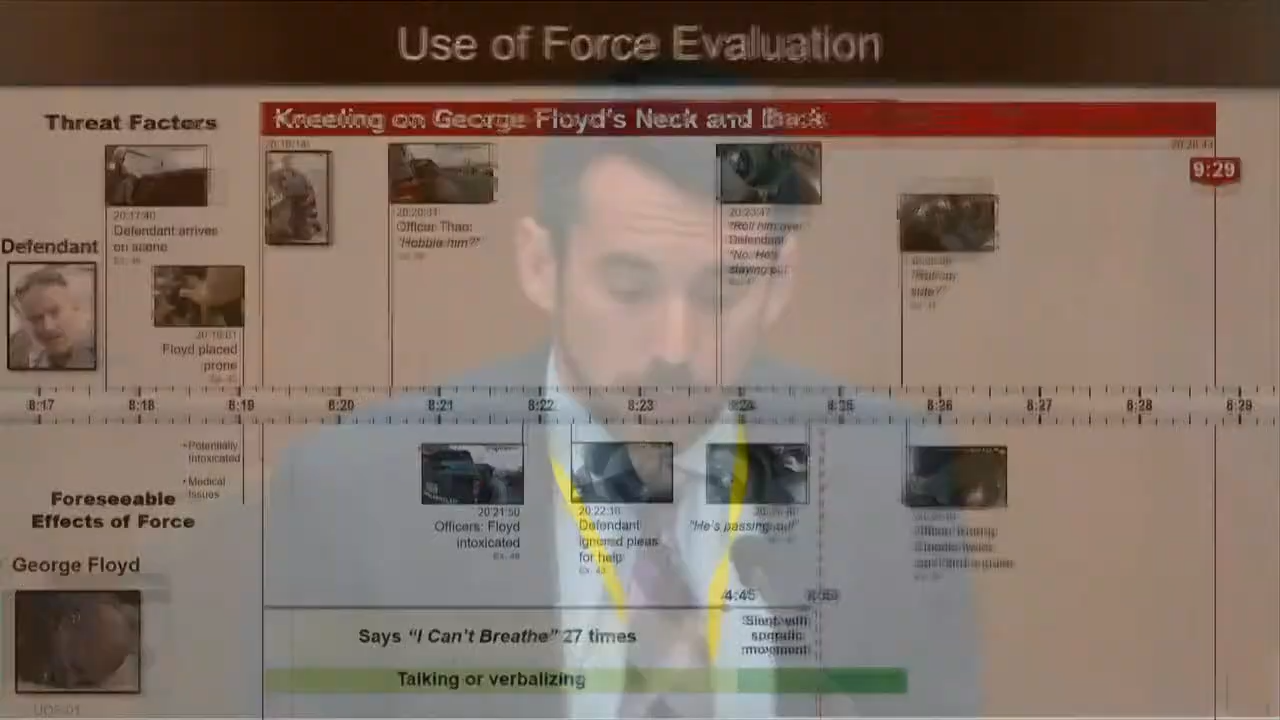 Use of Force Evaluation
Threat Factors
Kneeling on George Floyd's Neck and Back
9:29
20:17:40
Defendant arrives
on scene
Defendant
Floyd placed
prone
Officer Thao:
"Hobble him?"
20:23:47
"Roll him over
Defendant
"No. He's
staying put
8:17 8:18 8:19 8:20 8:21 8:22 8:23 8:24 8:25 8:26 8:27 8:28 8:29
• Potentially
intoxicated
• Medical
Issues
Foreseeable
Effects of Force
George Floyd
20:21:50
Officers: Floyd
intoxicated
Defendant
ignored pleas
for help
"He's passing out"
4:45
Says "I Can't Breathe" 27 times
Silent with
sporadic
movement
Talking or verbalizing